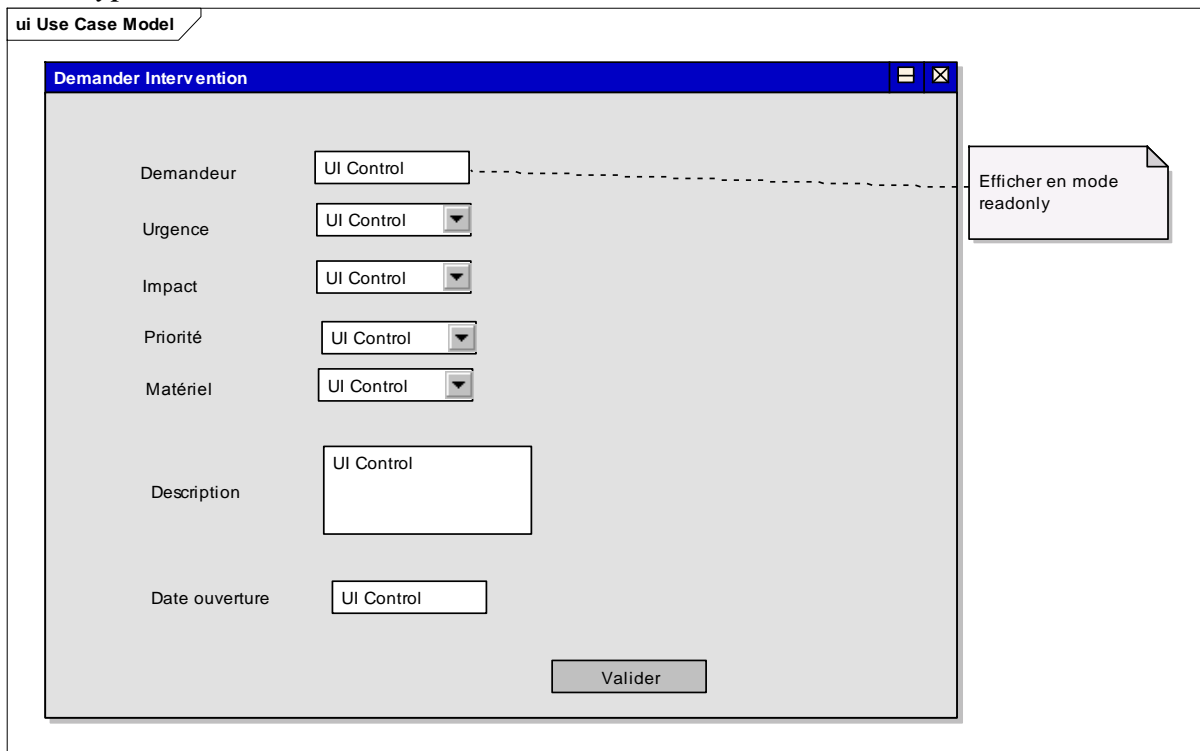 ui Use Case Model
Demander Intervention
Demandeur UI Control
Efficher en mode
readonly
Urgence UI Control
Impact UI Control
Priorité UI Control
Matériel UI Control
UI Control
Description
Date ouverture UI Control
Valider